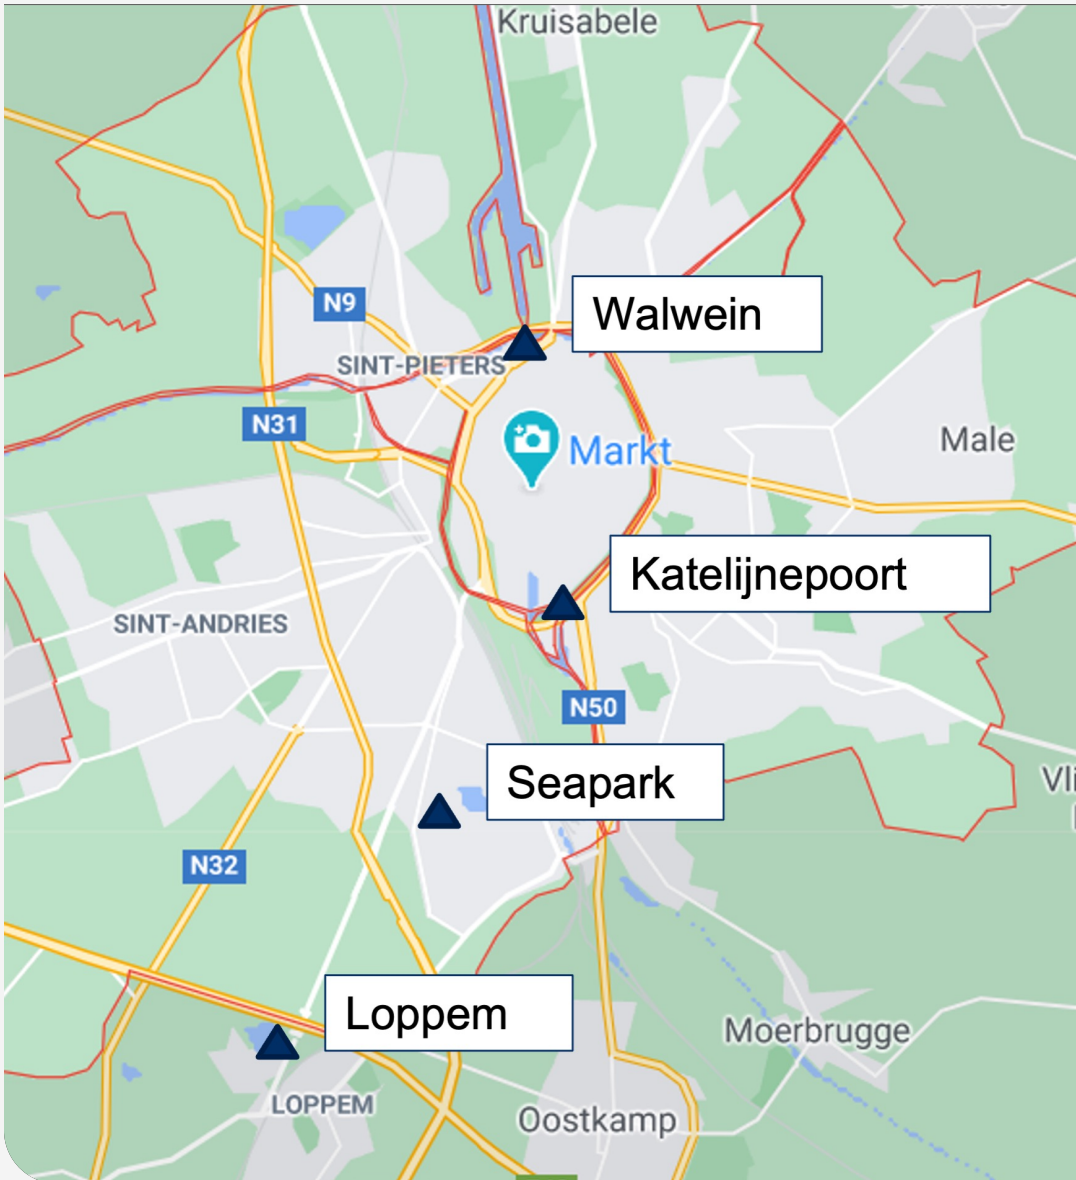 Kruisabele
N9
Walwein
SINT-PIETERS
N31
Markt
Male
Katelijnepoort
SINT-ANDRIES
N50
Seapark
N32
Loppem
Moerbrugge
LOPPEM
Oostkamp